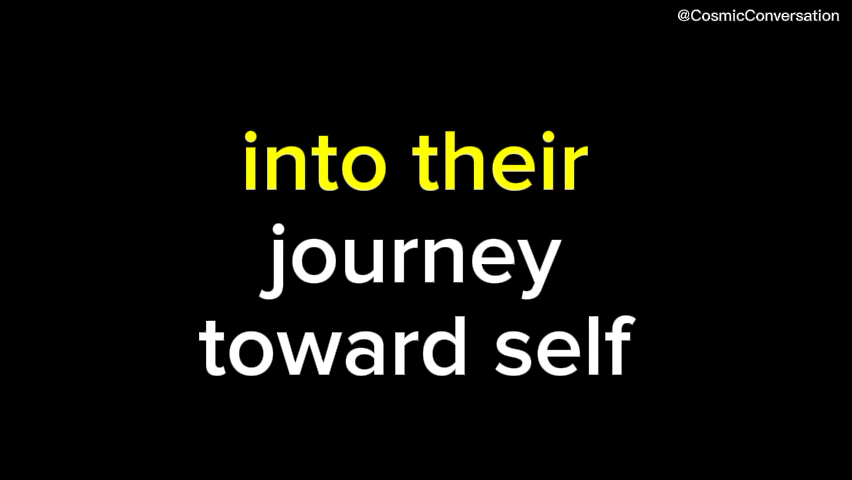 @CosmicConversation
into their
journey
toward self